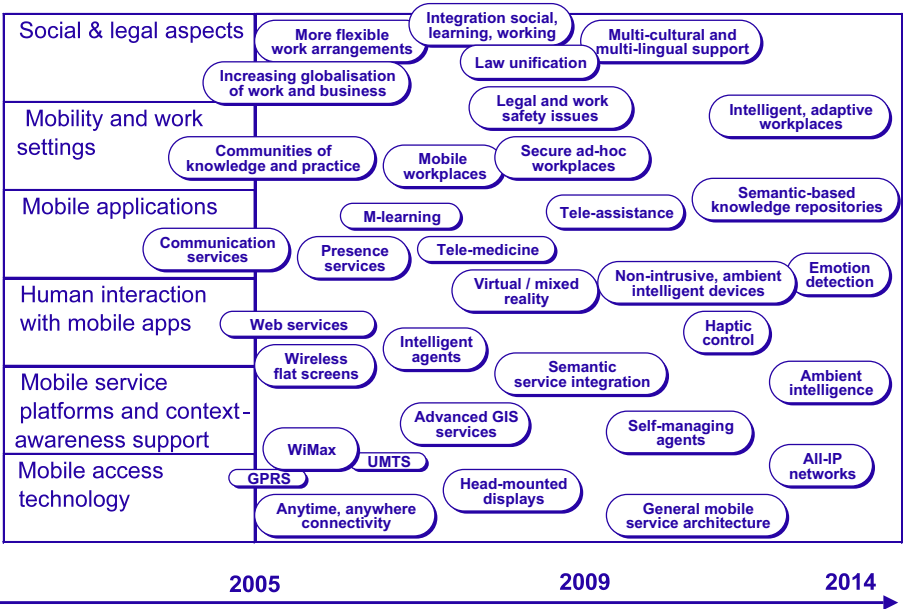 Social & legal aspects
More flexible
work arrangements
Integration social,
learning, working
Multi-cultural and
multi-lingual support
Law unification
Increasing globalisation
of work and business
Legal and work
safety issues
Intelligent, adaptive
workplaces
Mobility and work
settings
Communities of
knowledge and practice
Mobile
workplaces
Secure ad-hoc
workplaces
Mobile applications
M-learning
Tele-assistance
Semantic-based
knowledge repositories
Communication
services
Presence
services
Tele-medicine
Virtual / mixed
reality
Non-intrusive, ambient
intelligent devices
Emotion
detection
Human interaction
with mobile apps
Web services
Intelligent
agents
Haptic
control
Wireless
flat screens
Semantic
service integration
Ambient
intelligence
Mobile service
platforms and context-
awareness support
Advanced GIS
services
Self-managing
agents
WiMax
UMTS
All-IP
networks
Mobile access
technology
GPRS
Head-mounted
displays
Anytime, anywhere
connectivity
General mobile
service architecture
2005
2009
2014